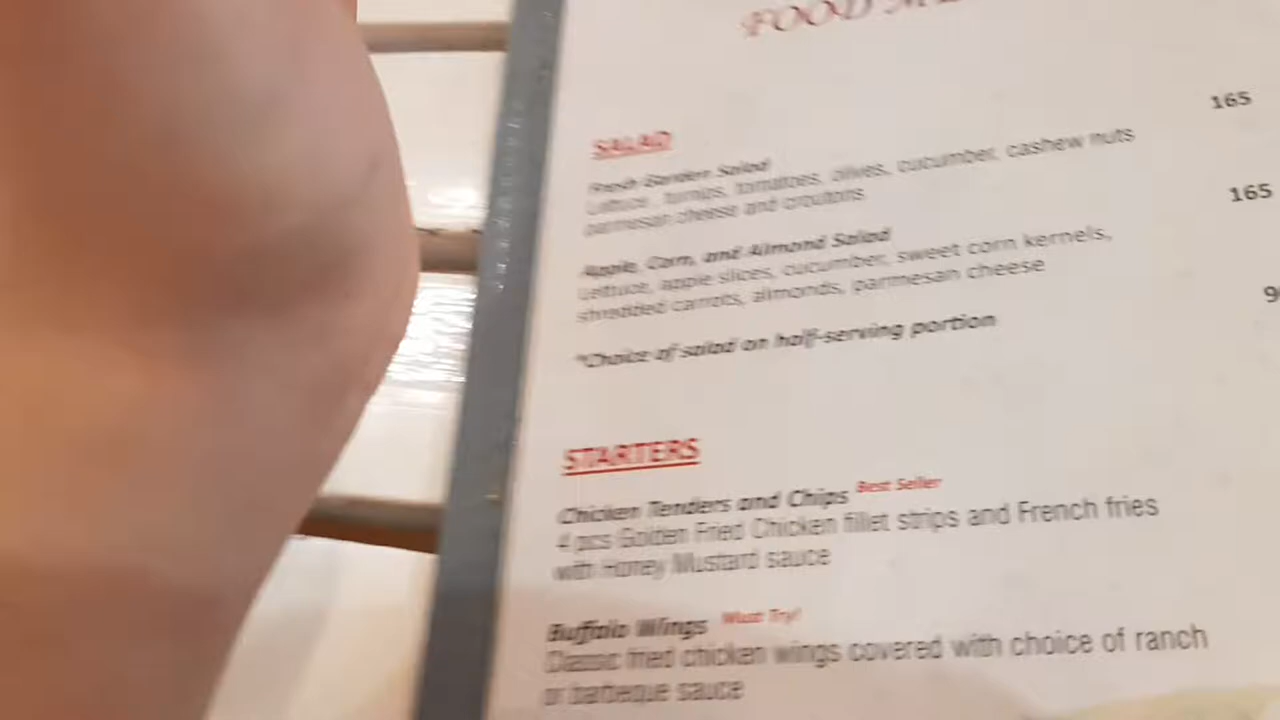 FOOD
SALAD
165
Fresh Garden Salad
Lettuce, turnips, tomatoes, olives, cucumber, cashew nuts
parmesan cheese and croutons
165
Apple, Corn, and Almond Salad
Lettuce, apple slices, cucumber, sweet corn kernels,
shredded carrots, almonds, parmesan cheese
*Choice of salad on half-serving portion
STARTERS
Chicken Tenders and Chips Best Seller
4 pcs Golden Fried Chicken fillet strips and French fries
with Honey Mustard sauce
Buffalo Wings Must Try!
Classic fried chicken wings covered with choice of ranch
or barbeque sauce